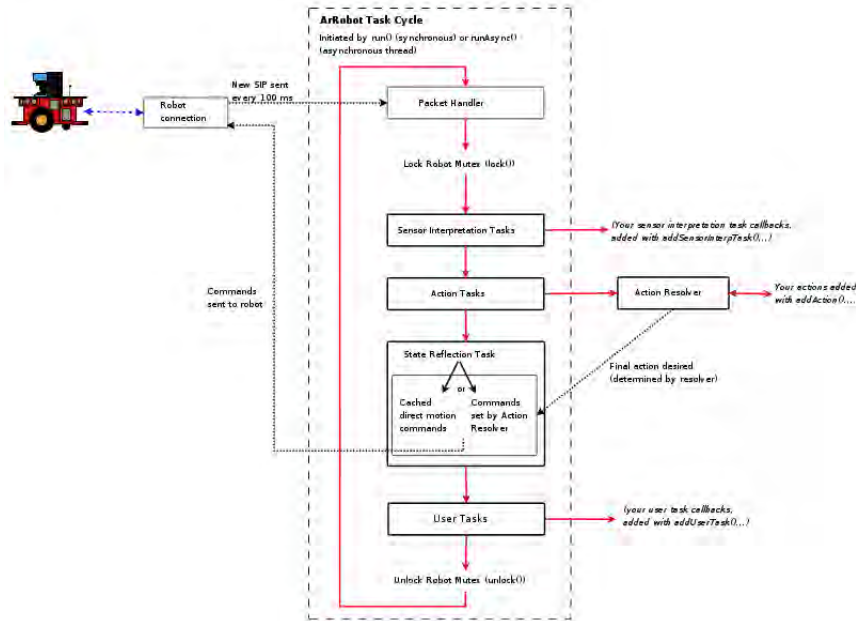 ArRobot Task Cycle
Initiated by run() (synchronous) or runAsync()
(asynchronous thread)
New SIP sent
every 100 ms
Robot
connection
Packet Handler
Lock Robot Mutex (lock())
Sensor Interpretation Tasks
(Your sensor interpretation task callbacks,
added with addSensorInterpTask()...)
Action Tasks
Action Resolver
Your actions added
with addAction()....
Commands
sent to robot
State Reflection Task
or
Cached
direct motion
commands
Commands
set by Action
Resolver
Final action desired
(determined by resolver)
User Tasks
(your user task callbacks,
added with addUserTask()...)
Unlock Robot Mutex (unlock())